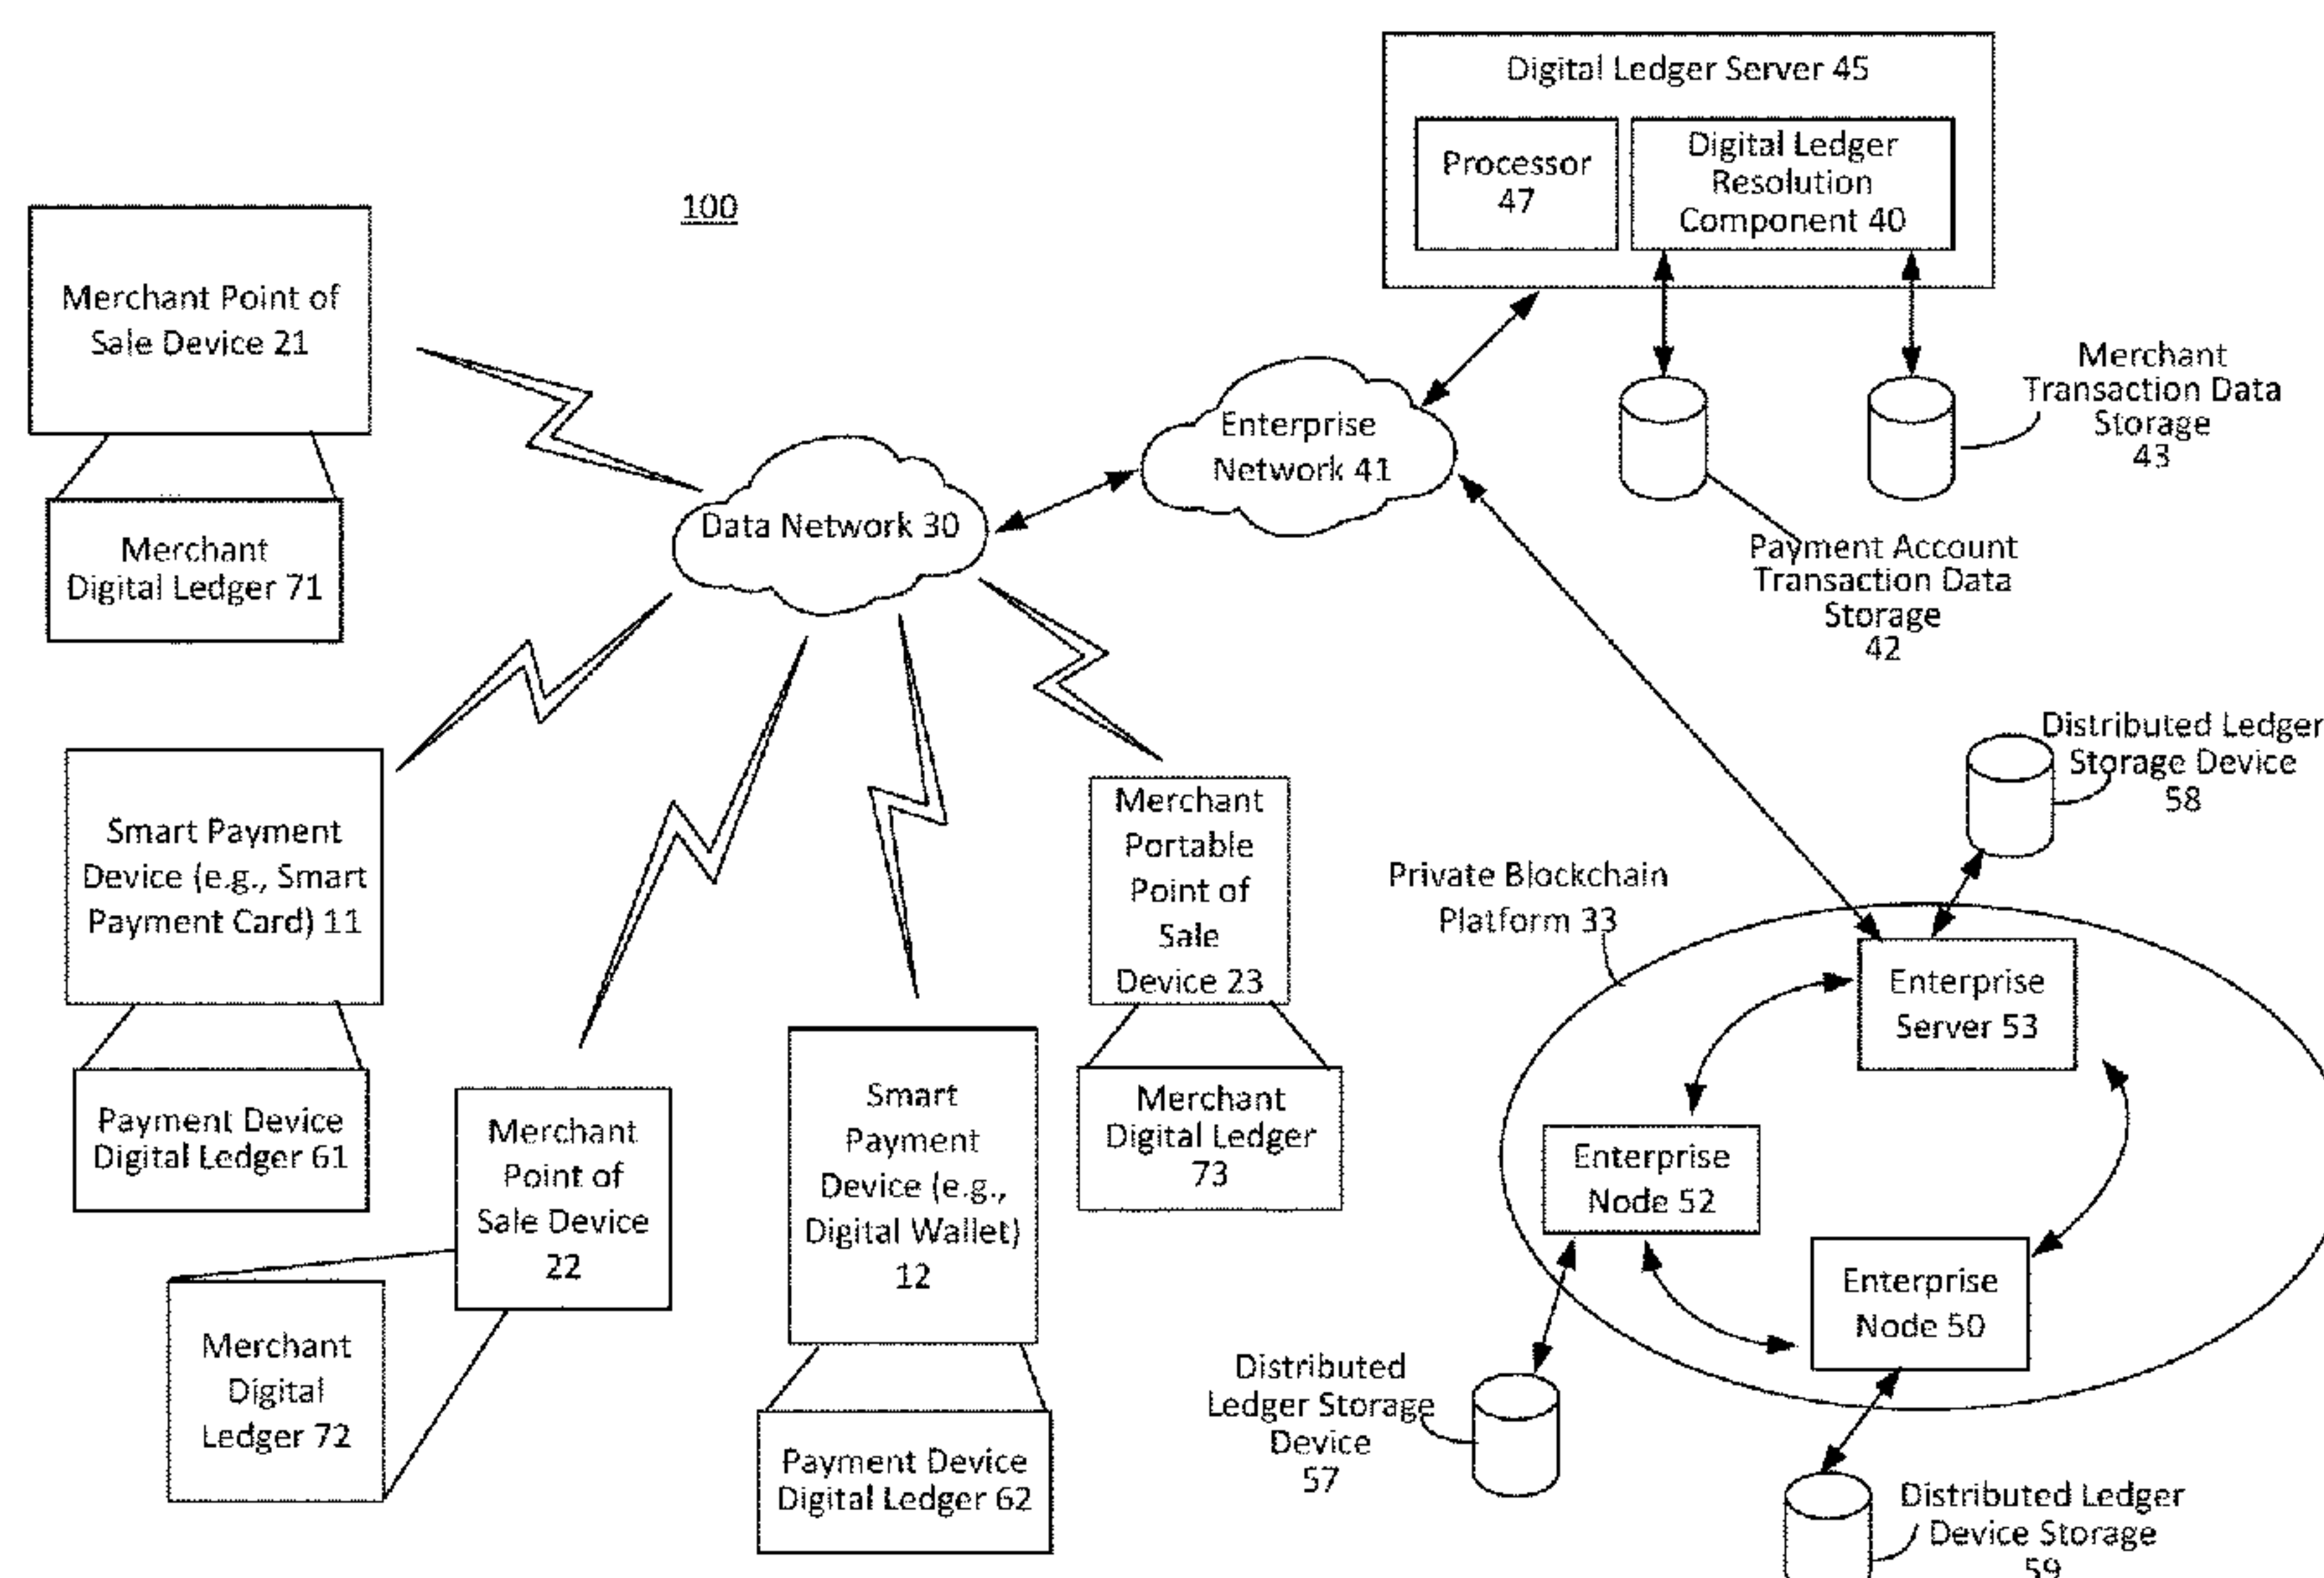 Digital Ledger Server 45
Processor
47
Digital Ledger
Resolution
Component 40
100
Merchant Point of
Sale Device 21
Merchant
Digital Ledger 71
Data Network 30
Enterprise
Network 41
Merchant
Transaction Data
Storage
43
Payment Account
Transaction Data
Storage
42
Smart Payment
Device (e.g., Smart
Payment Card) 11
Payment Device
Digital Ledger 61
Merchant
Point of
Sale Device
22
Merchant
Digital
Ledger 72
Smart
Payment
Device (e.g.,
Digital Wallet)
12
Payment Device
Digital Ledger 62
Merchant
Portable
Point of
Sale
Device 23
Merchant
Digital Ledger
73
Distributed Ledger
Storage Device
58
Private Blockchain
Platform 33
Enterprise
Server 53
Enterprise
Node 52
Enterprise
Node 50
Distributed
Ledger Storage
Device
57
Distributed Ledger
Device Storage
59